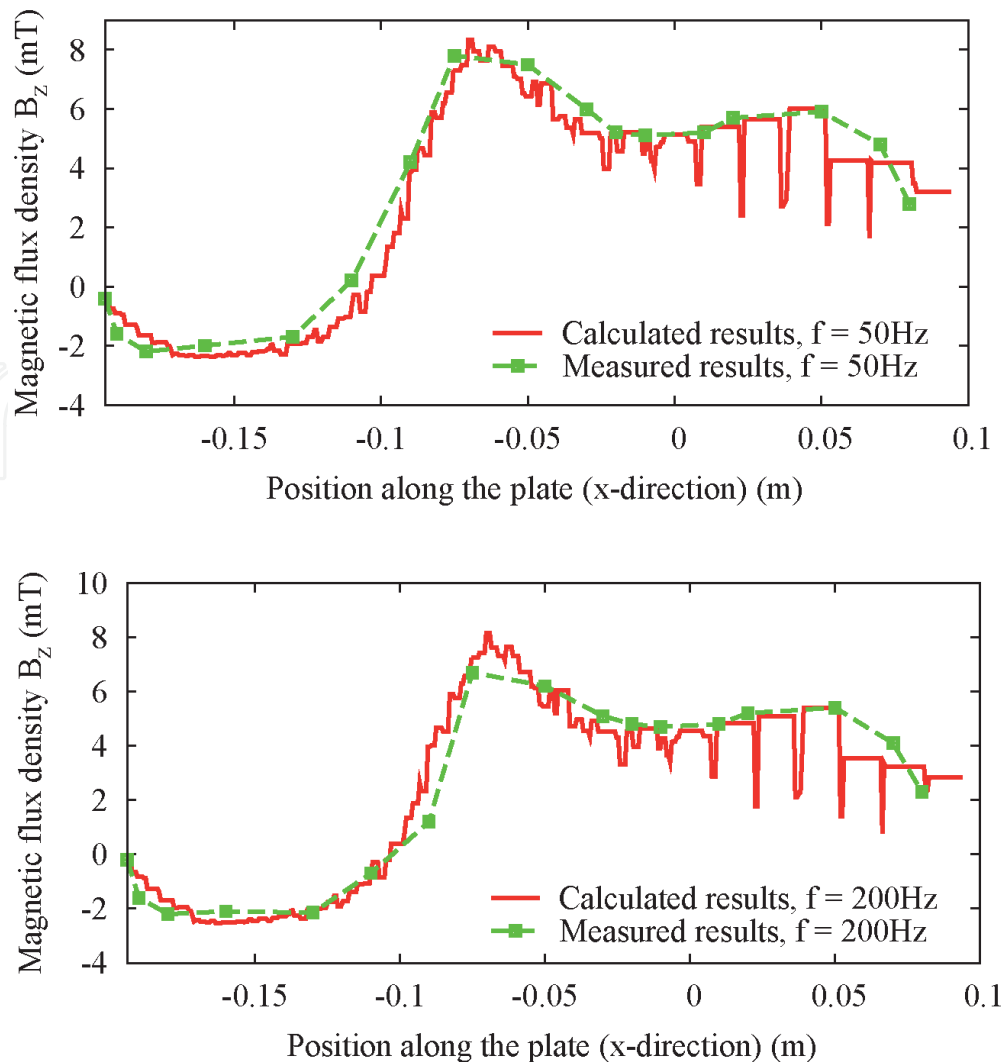 8
6
4
2
0
-2
-4
Magnetic flux density B_Z (mT)
Calculated results, f = 50Hz
Measured results, f = 50Hz
-0.15 -0.1 -0.05 0 0.05 0.1
Position along the plate (x-direction) (m)
10
8
6
4
2
0
-2
-4
Magnetic flux density B_Z (mT)
Calculated results, f = 200Hz
Measured results, f = 200Hz
-0.15 -0.1 -0.05 0 0.05 0.1
Position along the plate (x-direction) (m)